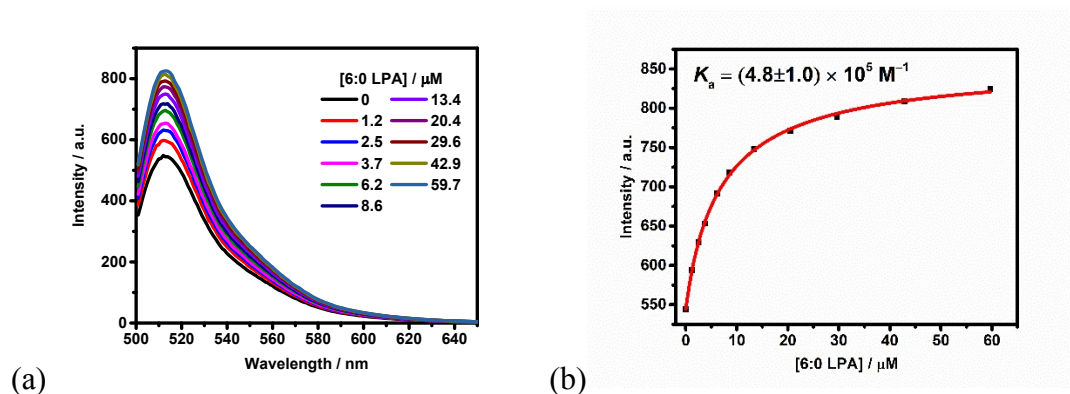 800
600
400
200
0
Intensity / a.u.
[6:0 LPA] / μM
0 13.4
1.2 20.4
2.5 29.6
3.7 42.9
6.2 59.7
8.6
500 520 540 560 580 600 620 640
Wavelength / nm
(a)
850
800
750
700
650
600
550
Intensity / a.u.
Kₐ = (4.8±1.0) × 10⁵ M⁻¹
0 10 20 30 40 50 60
[6:0 LPA] / μM
(b)